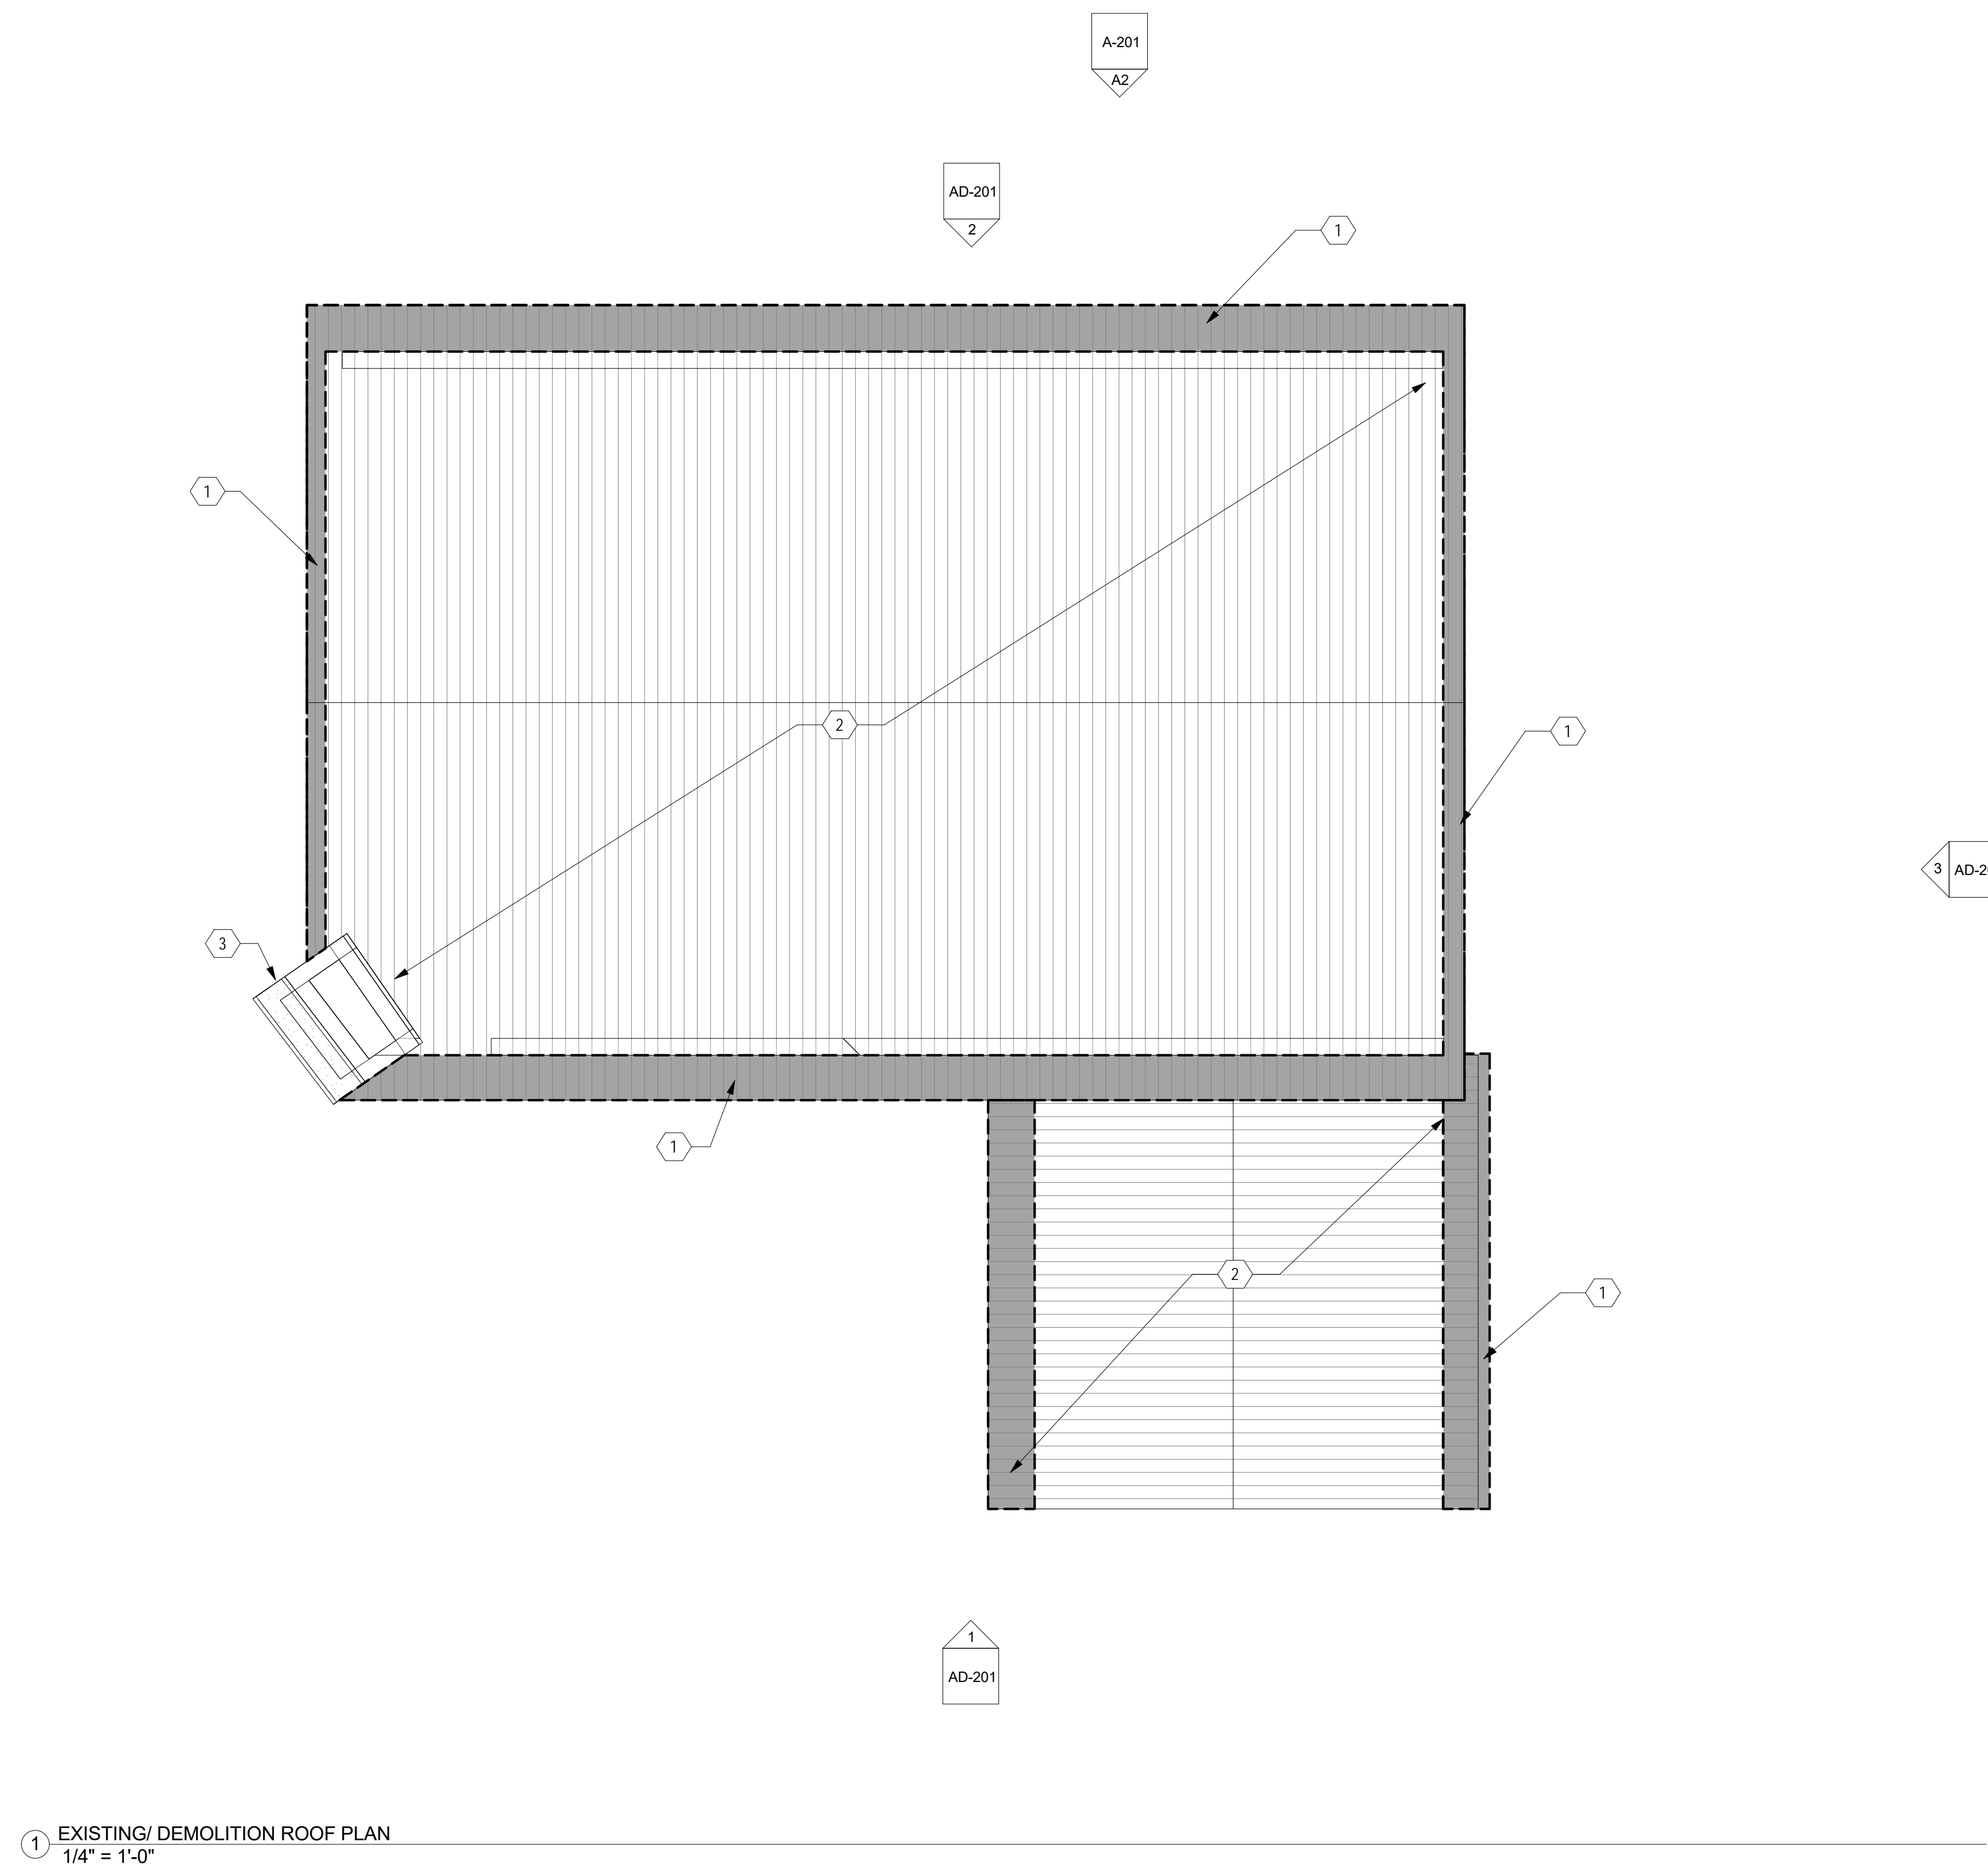 A-201
A2
AD-201
2
1
1
2
1
3 AD-2
3
1
2
1
1
AD-201
1 EXISTING/ DEMOLITION ROOF PLAN
1/4" = 1'-0"